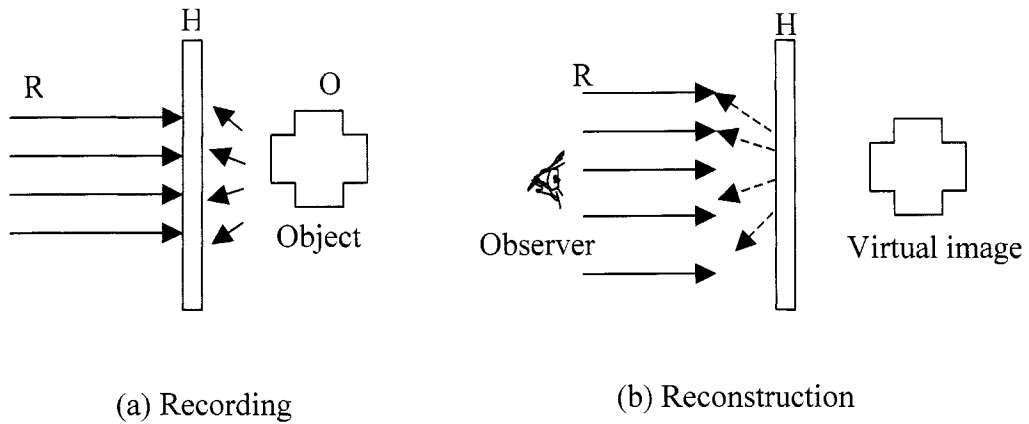 H
R
O
Object
(a) Recording
H
R
Observer
Virtual image
(b) Reconstruction